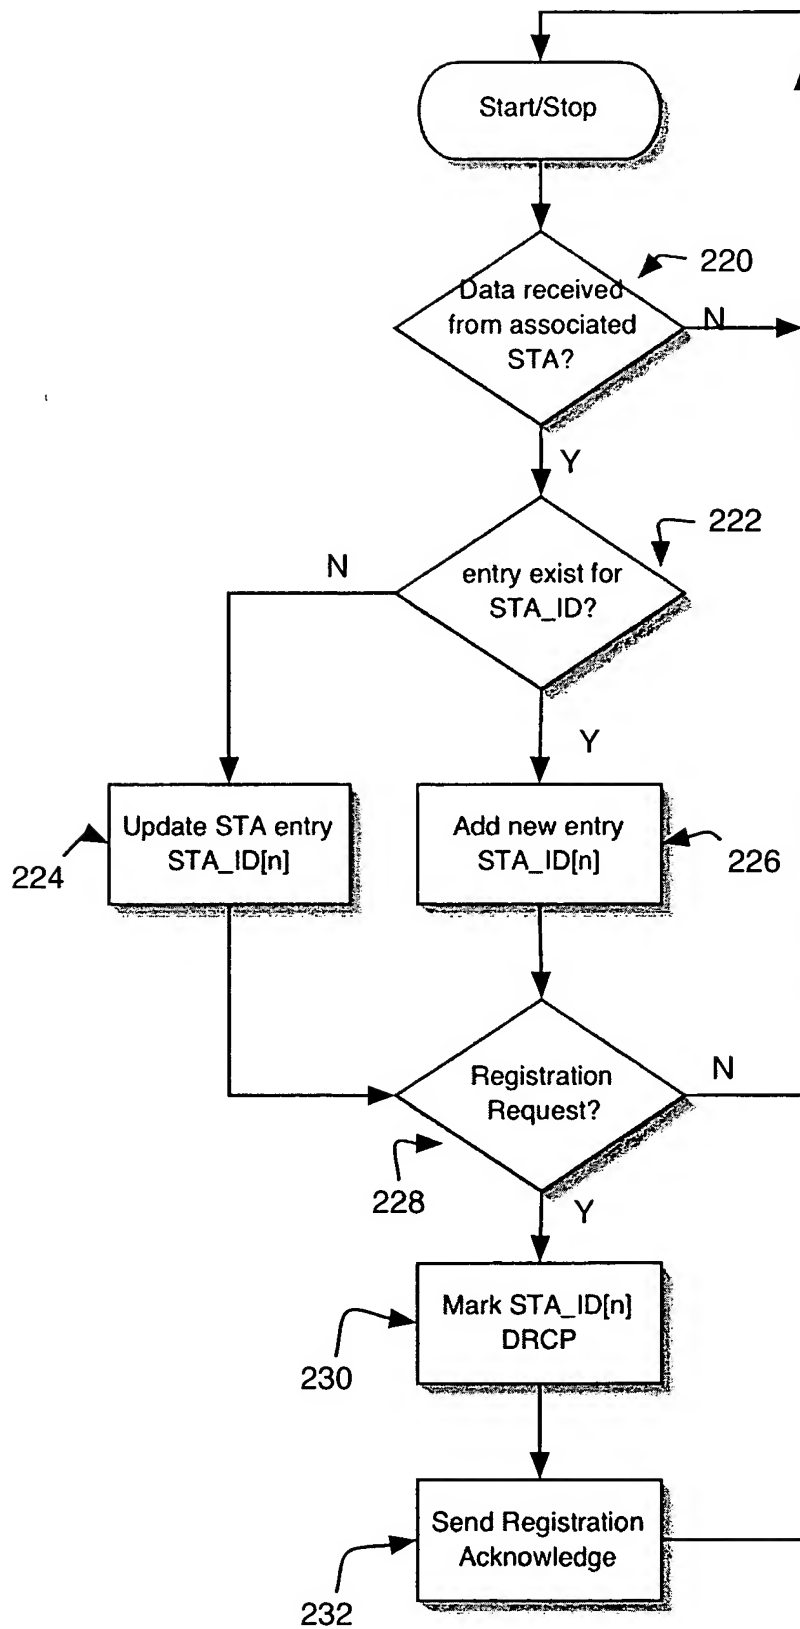 Start/Stop
220
Data received
from associated
STA?
N
Y
222
entry exist for
STA_ID?
N
Y
Update STA entry
STA_ID[n]
224
Add new entry
STA_ID[n]
226
Registration
Request?
N
228
Y
Mark STA_ID[n]
DRCP
230
Send Registration
Acknowledge
232